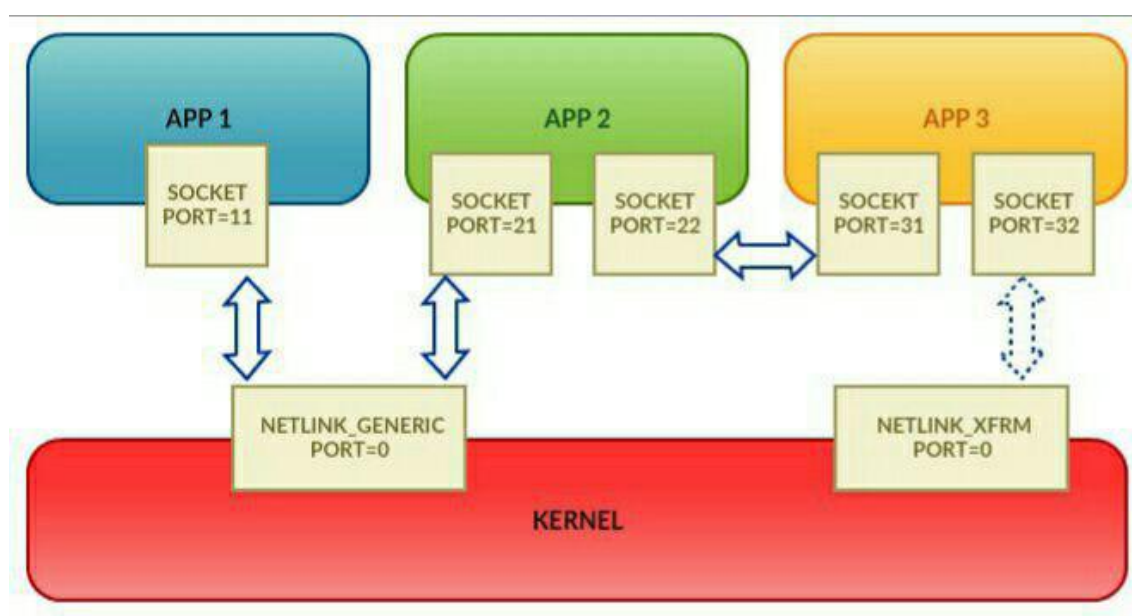 APP 1
APP 2
APP 3
SOCKET
PORT=11
SOCKET
PORT=21
SOCKET
PORT=22
SOCEKT
PORT=31
SOCKET
PORT=32
NETLINK_GENERIC
PORT=0
NETLINK_XFRM
PORT=0
KERNEL